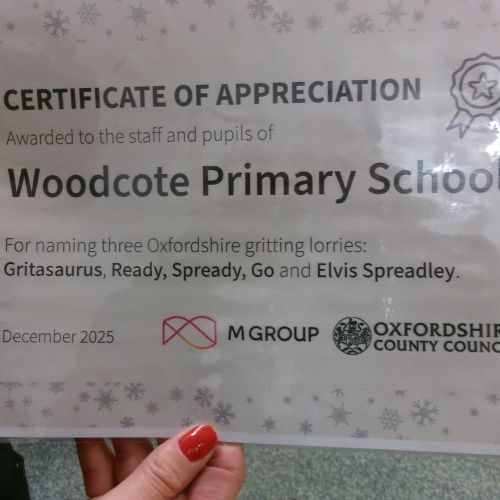 CERTIFICATE OF APPRECIATION
Awarded to the staff and pupils of
Woodcote Primary School
For naming three Oxfordshire gritting lorries:
Gritasaurus, Ready, Spready, Go and Elvis Spreadley.
December 2025
M GROUP
OXFORDSHIR
COUNTY COUNC